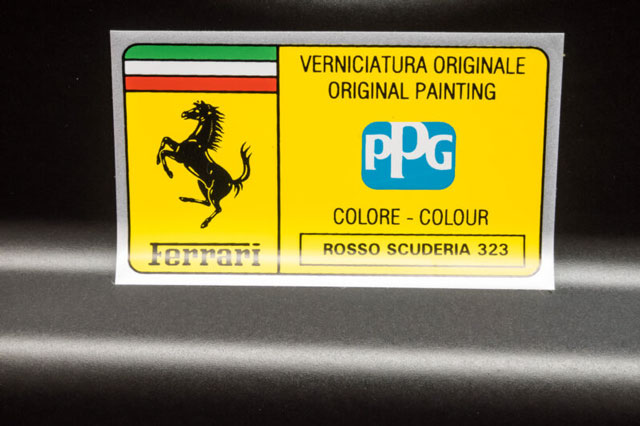 Ferrari
VERNICIATURA ORIGINALE
ORIGINAL PAINTING
PPG
COLORE - COLOUR
ROSSO SCUDERIA 323